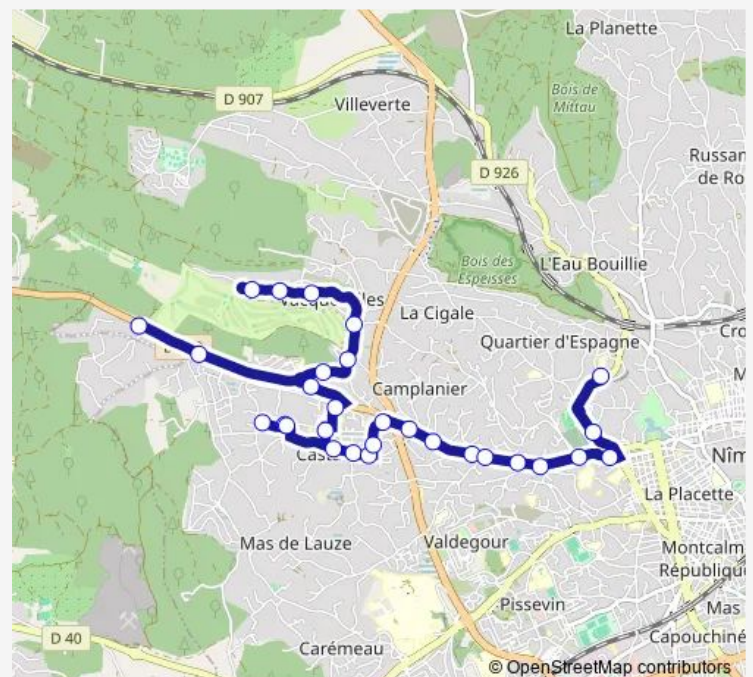 La Planette
Bois de
Mittau
D 907
Villeverte
Russan
de Ro
D 926
L'Eau Bouillie
Bois des
Espeisses
La Cigale
Cro
Quartier d'Espagne
Camplanier
Nîm
La Placette
Mas de Lauze
Valdegour
Montcalm
République
Pissevin
Mas
D 40
Capouchiné
Carémeau
© OpenStreetMap contributors